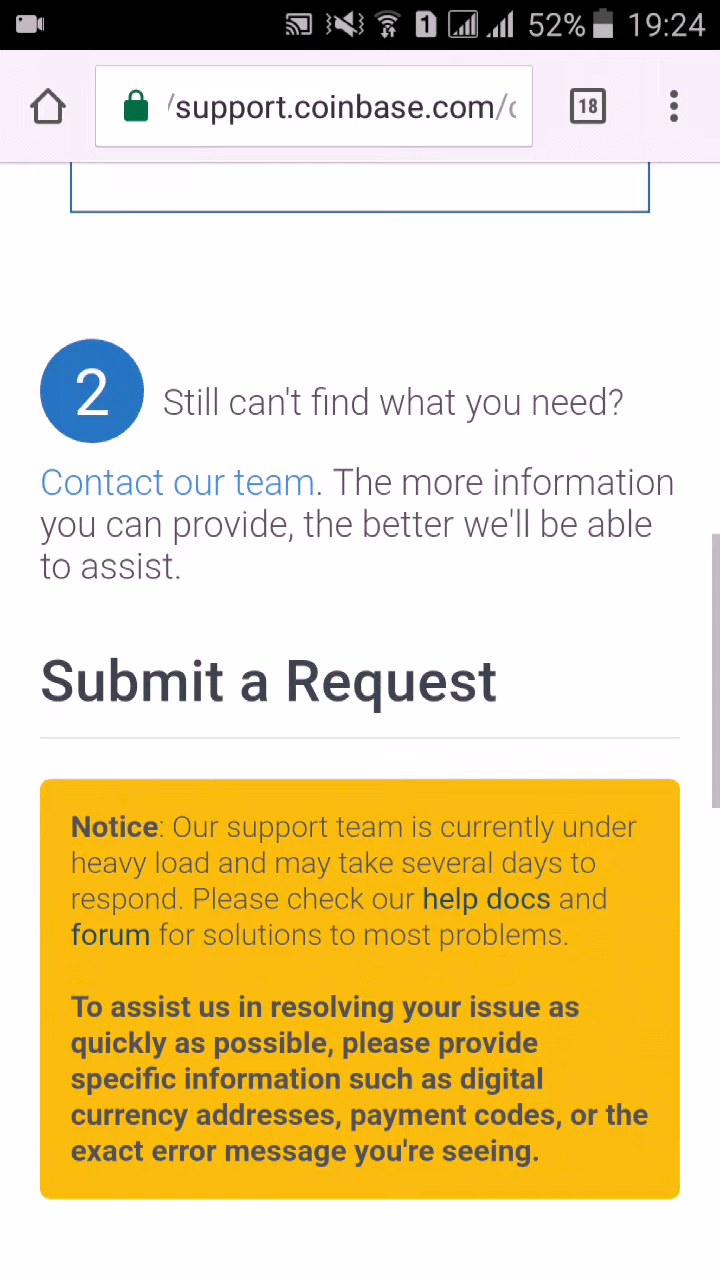 1 52% 19:24
/support.coinbase.com/ 18
2 Still can't find what you need?
Contact our team. The more information
you can provide, the better we'll be able
to assist.
Submit a Request
Notice: Our support team is currently under
heavy load and may take several days to
respond. Please check our help docs and
forum for solutions to most problems.
To assist us in resolving your issue as
quickly as possible, please provide
specific information such as digital
currency addresses, payment codes, or the
exact error message you're seeing.